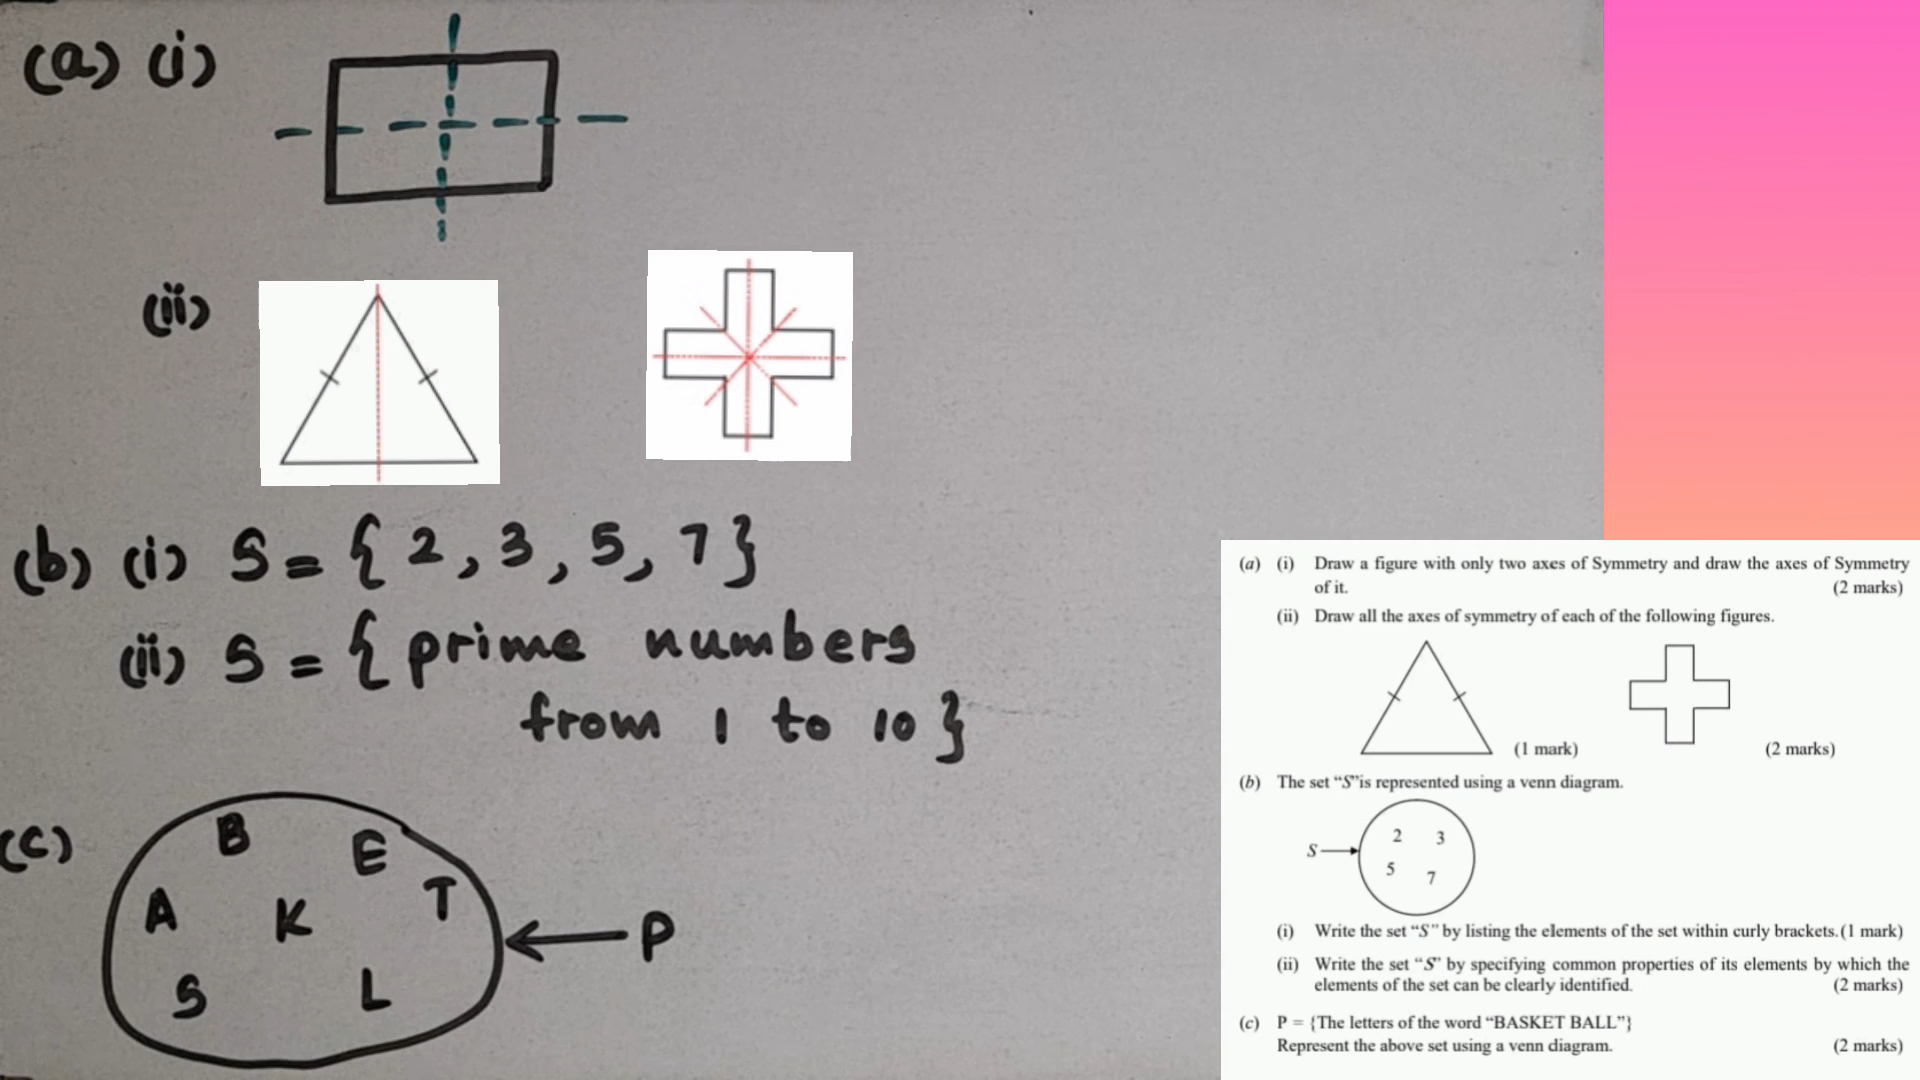 (a) (i)
(ii)
(b) (i) S = { 2, 3, 5, 7 }
(ii) S = { prime numbers
from 1 to 10 }
(c)
B
E
A
K
T
S
L
P
(a) (i) Draw a figure with only two axes of Symmetry and draw the axes of Symmetry
of it. (2 marks)
(ii) Draw all the axes of symmetry of each of the following figures.
(1 mark)
(2 marks)
(b) The set “S”is represented using a venn diagram.
2 3
S
5 7
(i) Write the set “S” by listing the elements of the set within curly brackets.(1 mark)
(ii) Write the set “S” by specifying common properties of its elements by which the
elements of the set can be clearly identified. (2 marks)
(c) P = {The letters of the word “BASKET BALL”}
Represent the above set using a venn diagram. (2 marks)